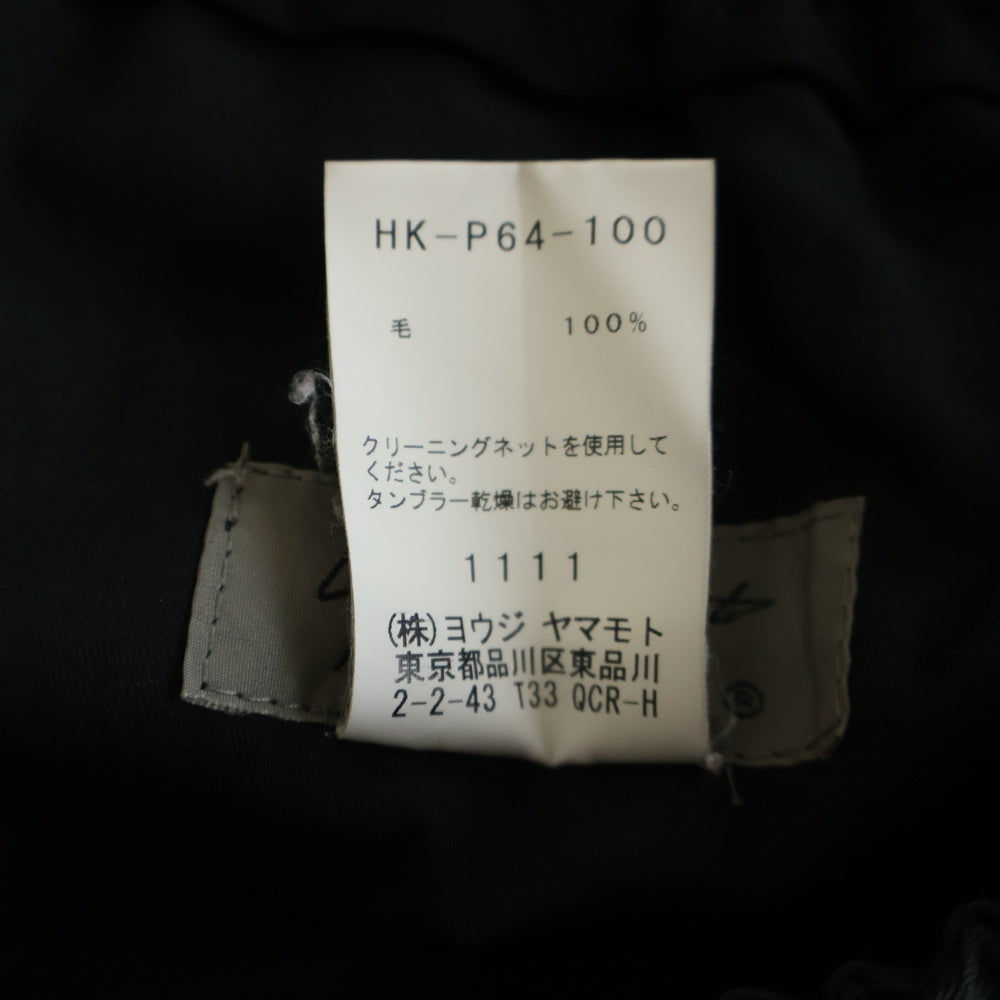 HK-P64-100
毛 100%
クリーニングネットを使用して
ください。
タンブラー乾燥はお避け下さい。
1111
(株)ヨウジ ヤマモト
東京都品川区東品川
2-2-43 T33 QCR-H
®